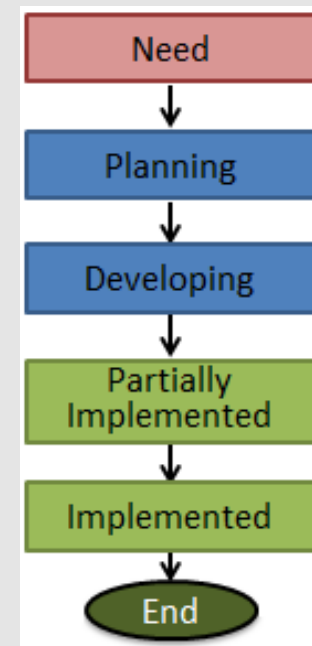 Need
Planning
Developing
Partially
Implemented
Implemented
End